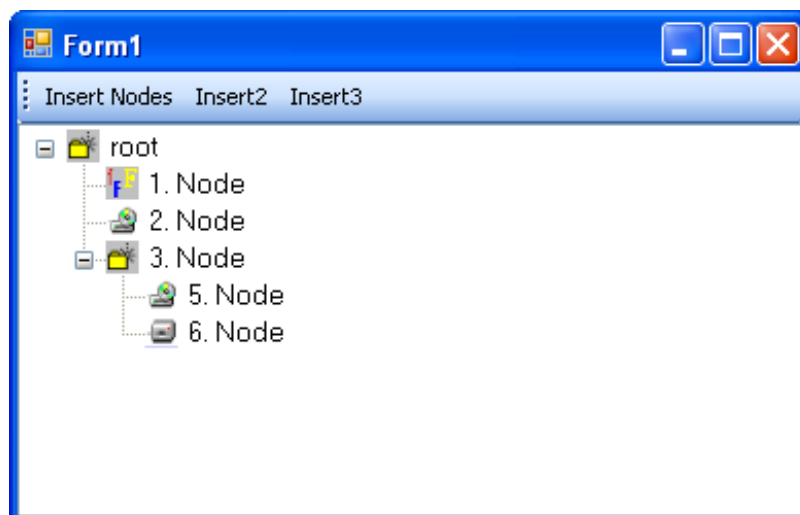 Form1
Insert Nodes Insert2 Insert3
root
1. Node
2. Node
3. Node
5. Node
6. Node